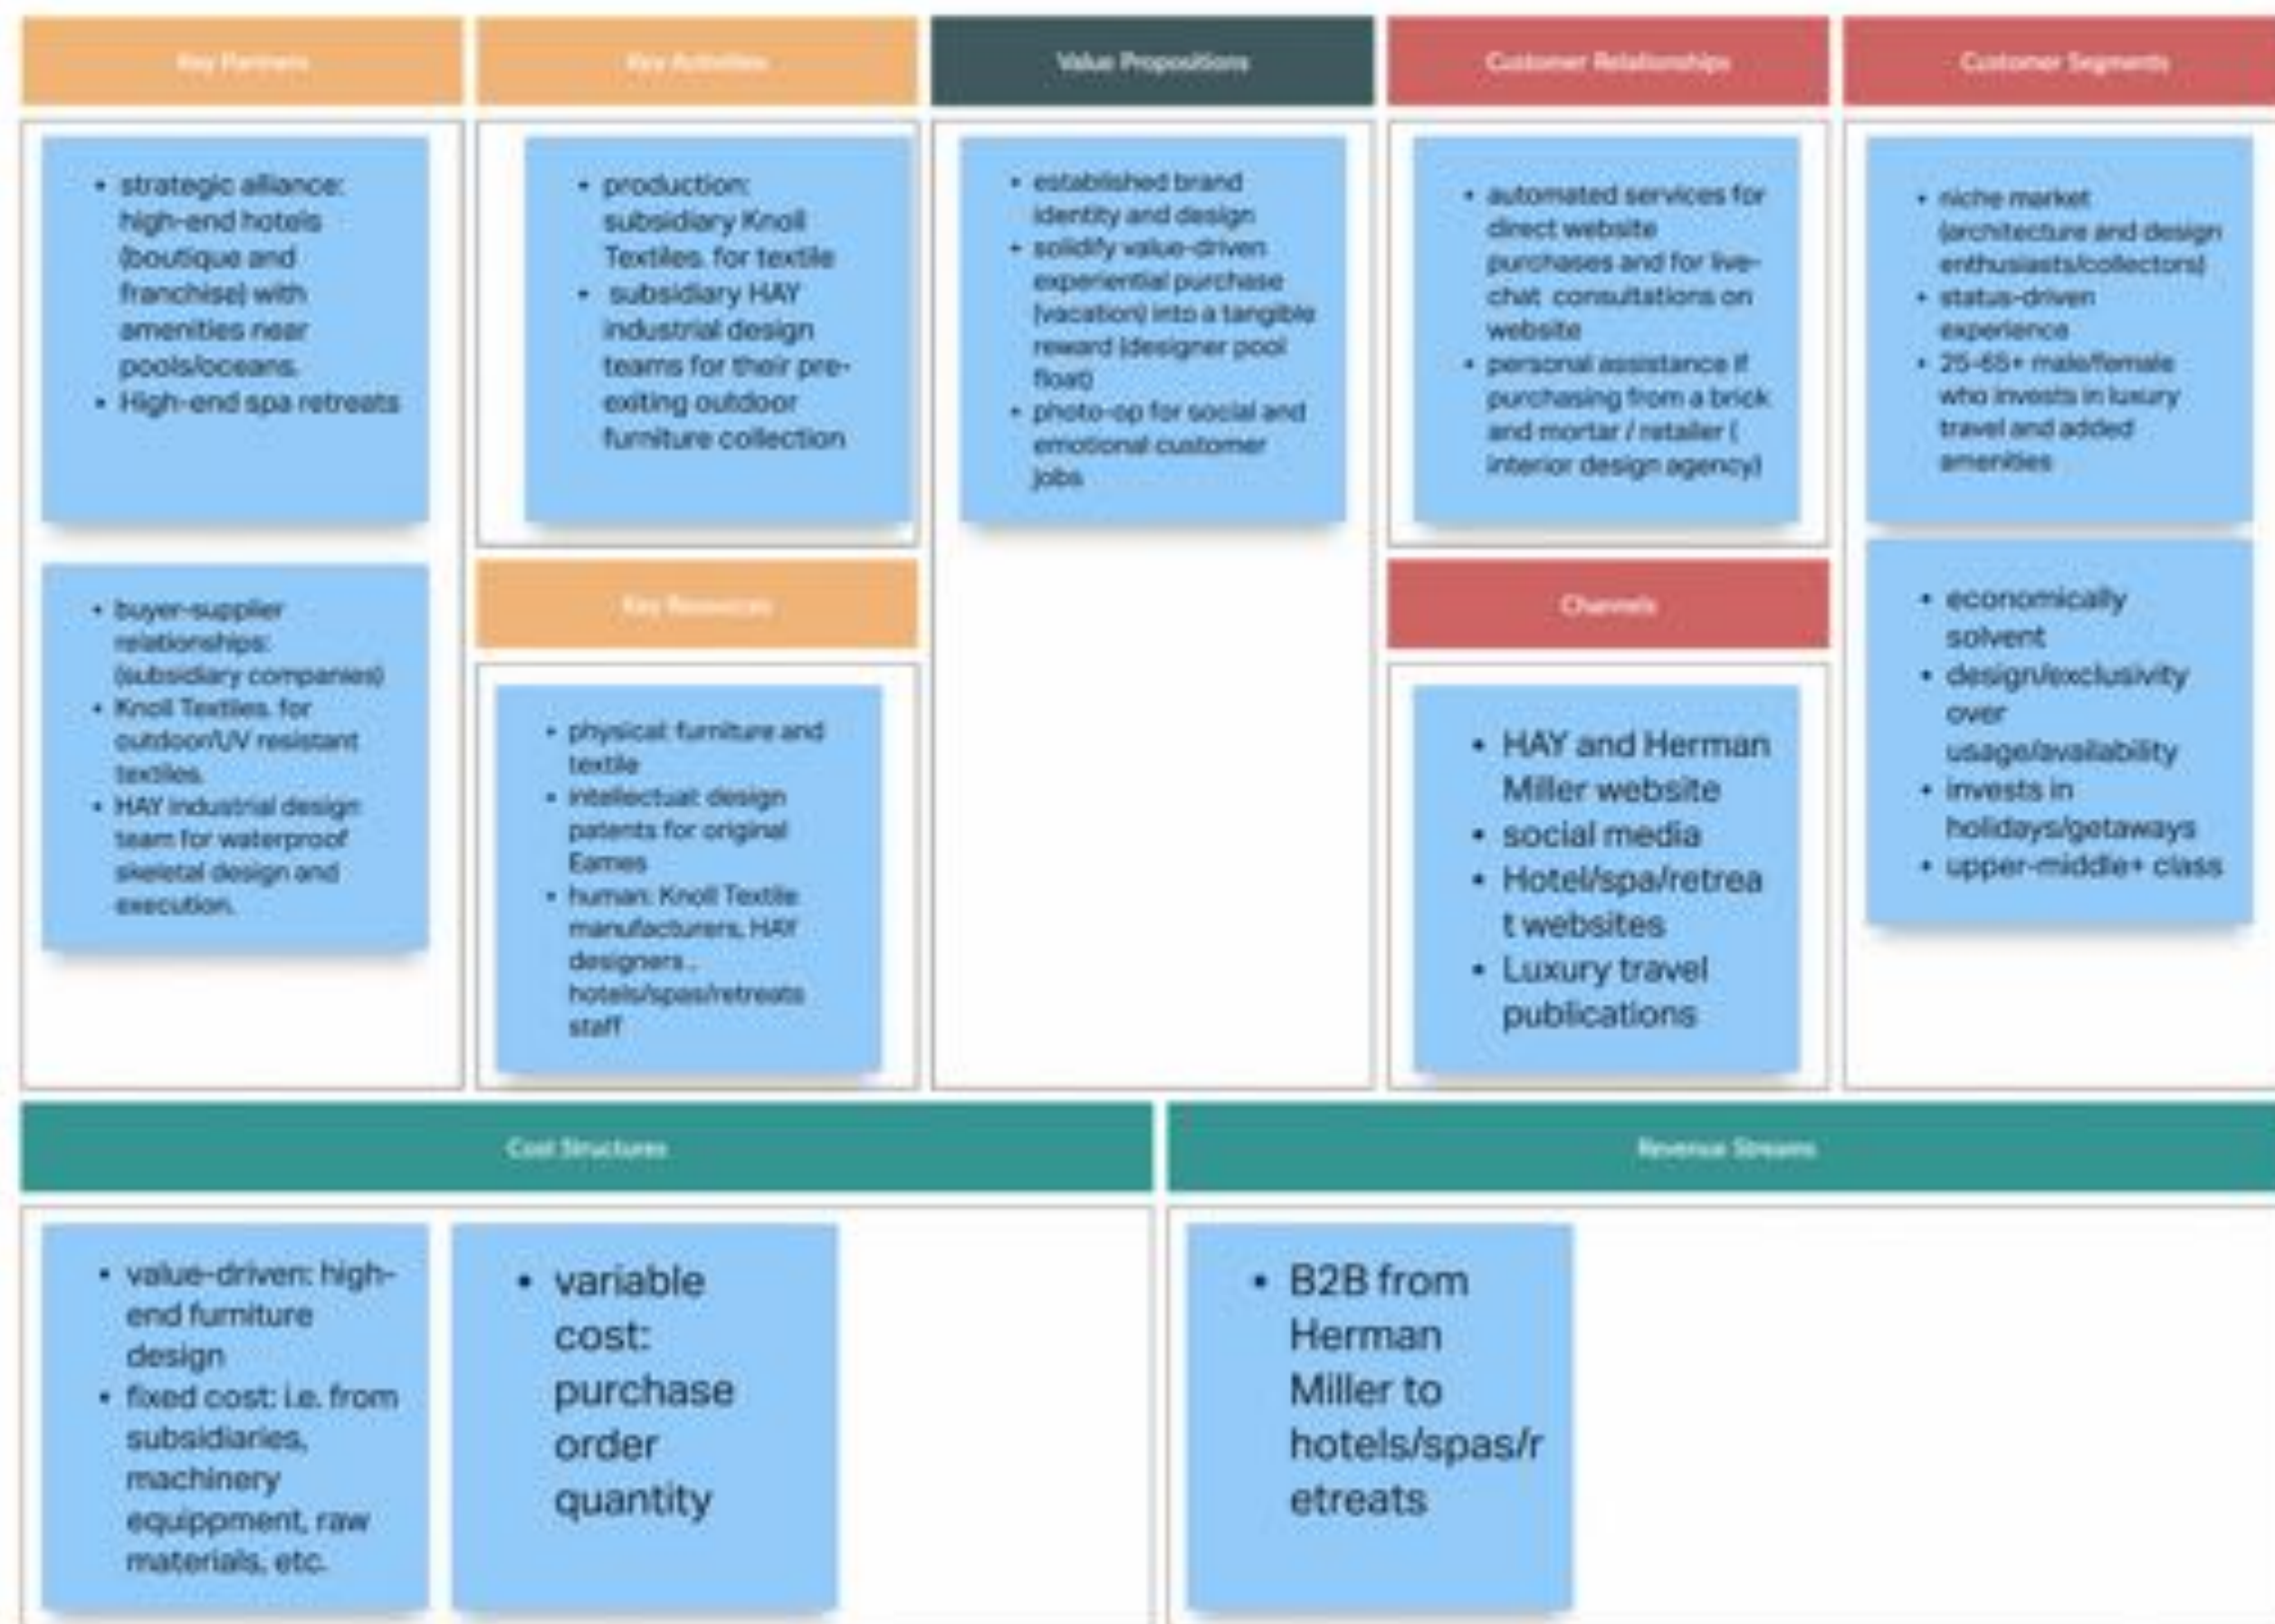 Key Partners
Key Activities
Value Propositions
Customer Relationships
Customer Segments
• strategic alliance:
high-end hotels
(boutique and
franchise) with
amenities near
pools/oceans.
• High-end spa retreats
• buyer-supplier
relationships:
(subsidiary companies)
• Knoll Textiles. for
outdoor/UV resistant
textiles.
• HAY industrial design
team for waterproof
skeletal design and
execution.
• production:
subsidiary Knoll
Textiles. for textile
• subsidiary HAY
industrial design
teams for their pre-
exiting outdoor
furniture collection
Key Resources
• physical: furniture and
textile
• intellectual: design
patents for original
Eames
• human: Knoll Textile
manufacturers, HAY
designers .
hotels/spas/retreats
staff
• established brand
identity and design
• solidify value-driven
experiential purchase
(vacation) into a tangible
reward (designer pool
float)
• photo-op for social and
emotional customer
jobs
• automated services for
direct website
purchases and for live-
chat consultations on
website
• personal assistance if
purchasing from a brick
and mortar / retailer (
interior design agency)
Channels
• HAY and Herman
Miller website
• social media
• Hotel/spa/retrea
t websites
• Luxury travel
publications
• niche market
(architecture and design
enthusiasts/collectors)
• status-driven
experience
• 25-65+ male/female
who invests in luxury
travel and added
amenities
• economically
solvent
• design/exclusivity
over
usage/availability
• invests in
holidays/getaways
• upper-middle+ class
Cost Structures
Revenue Streams
• value-driven: high-
end furniture
design
• fixed cost: i.e. from
subsidiaries,
machinery
equippment, raw
materials, etc.
• variable
cost:
purchase
order
quantity
• B2B from
Herman
Miller to
hotels/spas/r
etreats